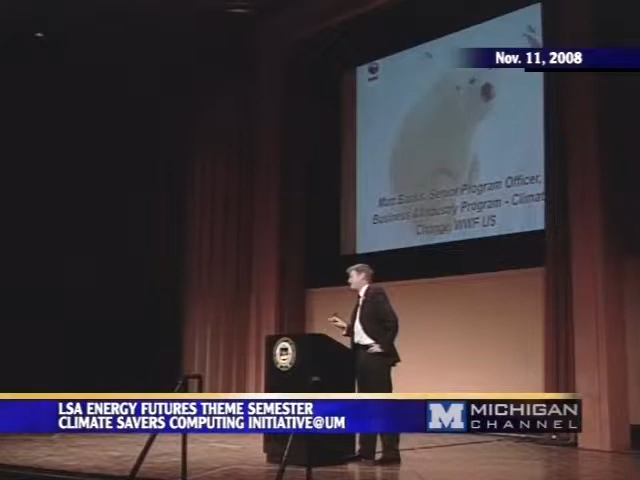 Nov. 11, 2008
Matt Banks, Senior Program Officer,
Business & Industry Program - Climate
Change, WWF US
LSA ENERGY FUTURES THEME SEMESTER
CLIMATE SAVERS COMPUTING INITIATIVE@UM
M MICHIGAN
CHANNEL